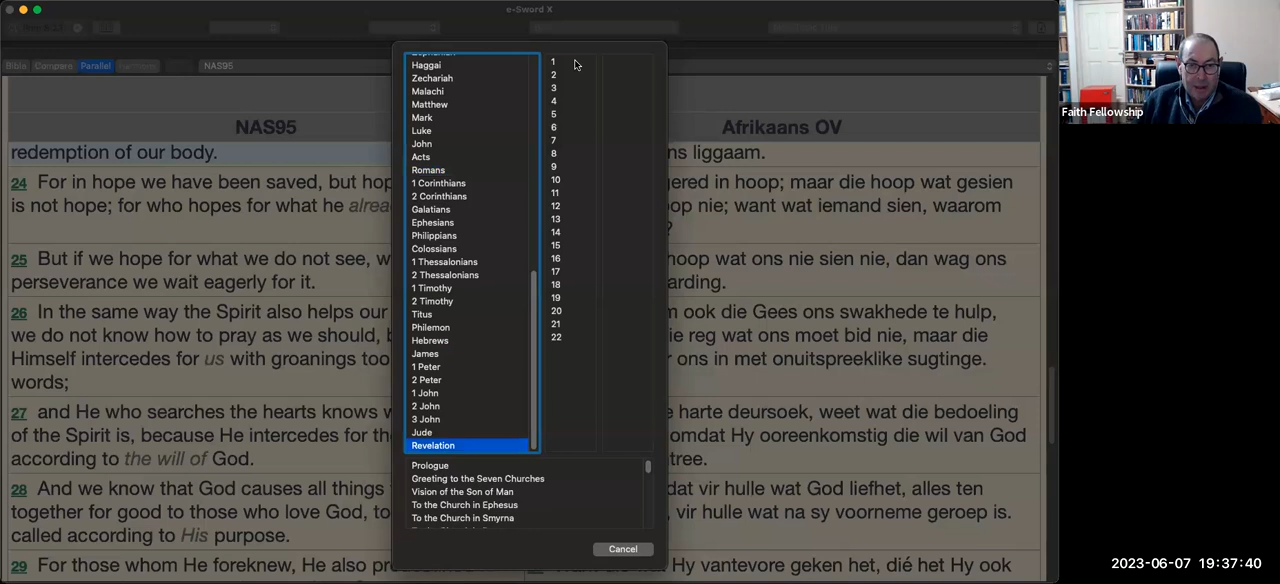 e-Sword X
Bible Compare Parallel NAS95
NAS95 Afrikaans OV
redemption of our body.
ns liggaam.
24 For in hope we have been saved, but hop
gered in hoop; maar die hoop wat gesien
is not hope; for who hopes for what he alrea
op nie; want wat iemand sien, waarom
?
25 But if we hope for what we do not see, w
hoop wat ons nie sien nie, dan wag ons
perseverance we wait eagerly for it.
arding.
26 In the same way the Spirit also helps our
m ook die Gees ons swakhede te hulp,
we do not know how to pray as we should, b
die reg wat ons moet bid nie, maar die
Himself intercedes for us with groanings too
r ons in met onuitspreeklike sugtinge.
words;
27 and He who searches the hearts knows w
e harte deursoek, weet wat die bedoeling
of the Spirit is, because He intercedes for the
omdat Hy ooreenkomstig die wil van God
according to the will of God.
tree.
28 And we know that God causes all things
dat vir hulle wat God liefhet, alles ten
together for good to those who love God, to
, vir hulle wat na sy voorneme geroep is.
called according to His purpose.
29 For those whom He foreknew, He also pre
vantevore geken het, dié het Hy ook
Haggai
Zechariah
Malachi
Matthew
Mark
Luke
John
Acts
Romans
1 Corinthians
2 Corinthians
Galatians
Ephesians
Philippians
Colossians
1 Thessalonians
2 Thessalonians
1 Timothy
2 Timothy
Titus
Philemon
Hebrews
James
1 Peter
2 Peter
1 John
2 John
3 John
Jude
Revelation
1
2
3
4
5
6
7
8
9
10
11
12
13
14
15
16
17
18
19
20
21
22
Prologue
Greeting to the Seven Churches
Vision of the Son of Man
To the Church in Ephesus
To the Church in Smyrna
Cancel
Faith Fellowship
2023-06-07 19:37:40